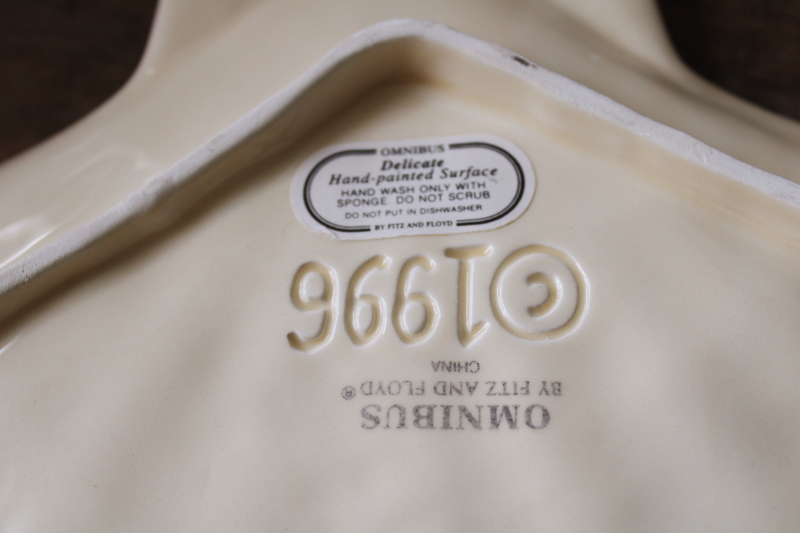 OMNIBUS
Delicate
Hand-painted Surface
HAND WASH ONLY WITH
SPONGE. DO NOT SCRUB
DO NOT PUT IN DISHWASHER
BY FITZ AND FLOYD
OMNIBUS
BY FITZ AND FLOYD®
CHINA
©1996